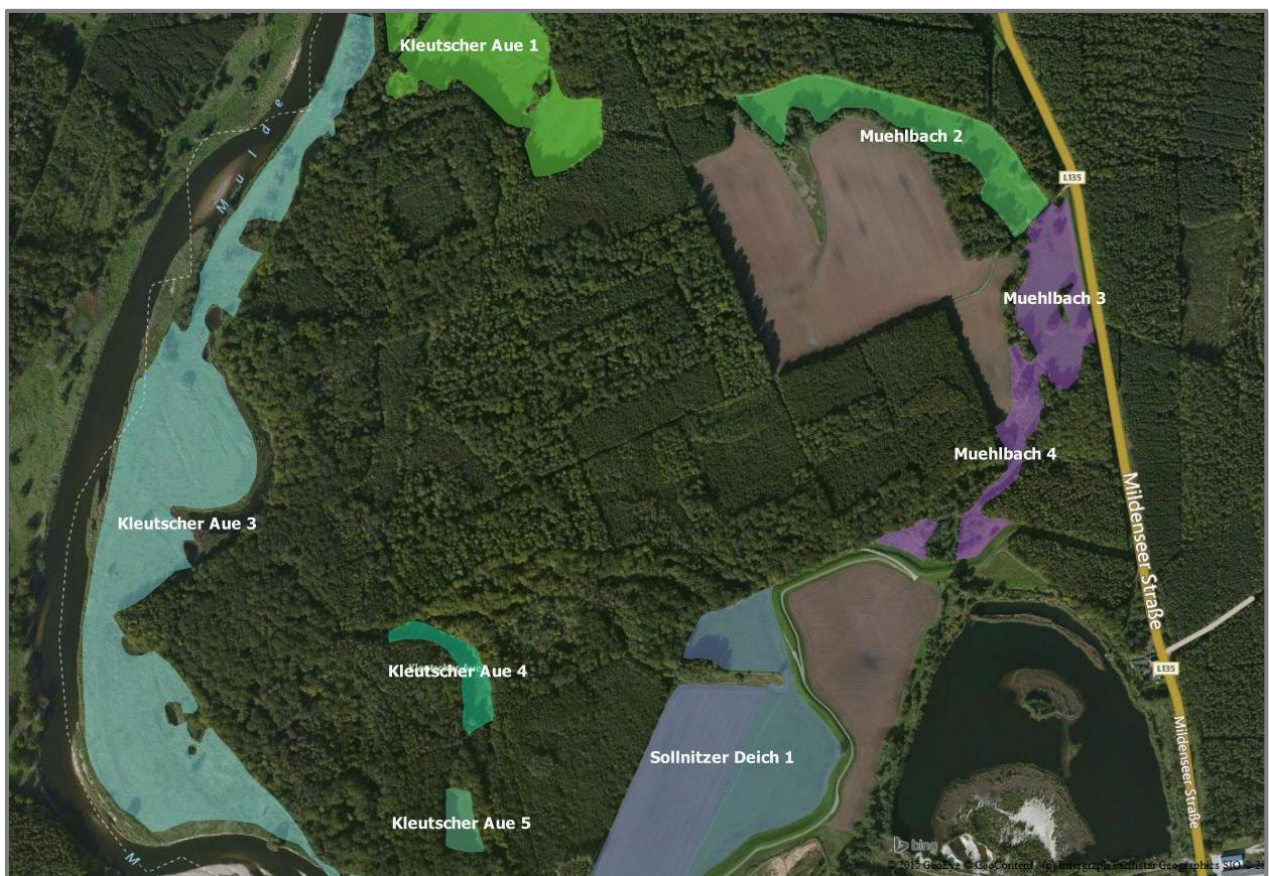 Kleutscher Aue 1
Mulde
Muehlbach 2
L135
Muehlbach 3
Muehlbach 4
Mildenseer Straße
Kleutscher Aue 3
Kleutscher Aue 4
L135
Sollnitzer Deich 1
Mildenseer Straße
Kleutscher Aue 5
bing
M